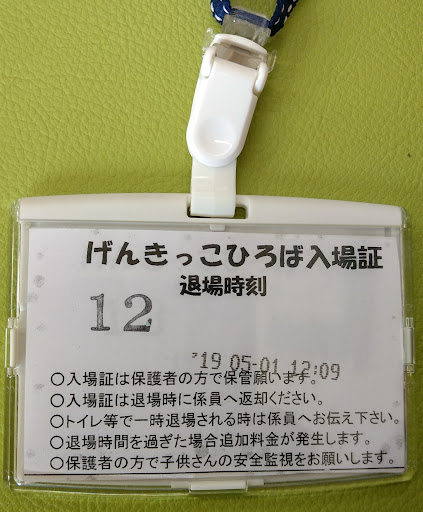 げんきっこひろば入場証
退場時刻
12
'19 05-01 12:09
○入場証は保護者の方で保管願います。
○入場証は退場時に係員へ返却ください。
○トイレ等で一時退場される時は係員へお伝え下さい。
○退場時間を過ぎた場合追加料金が発生します。
○保護者の方で子供さんの安全監視をお願いします。